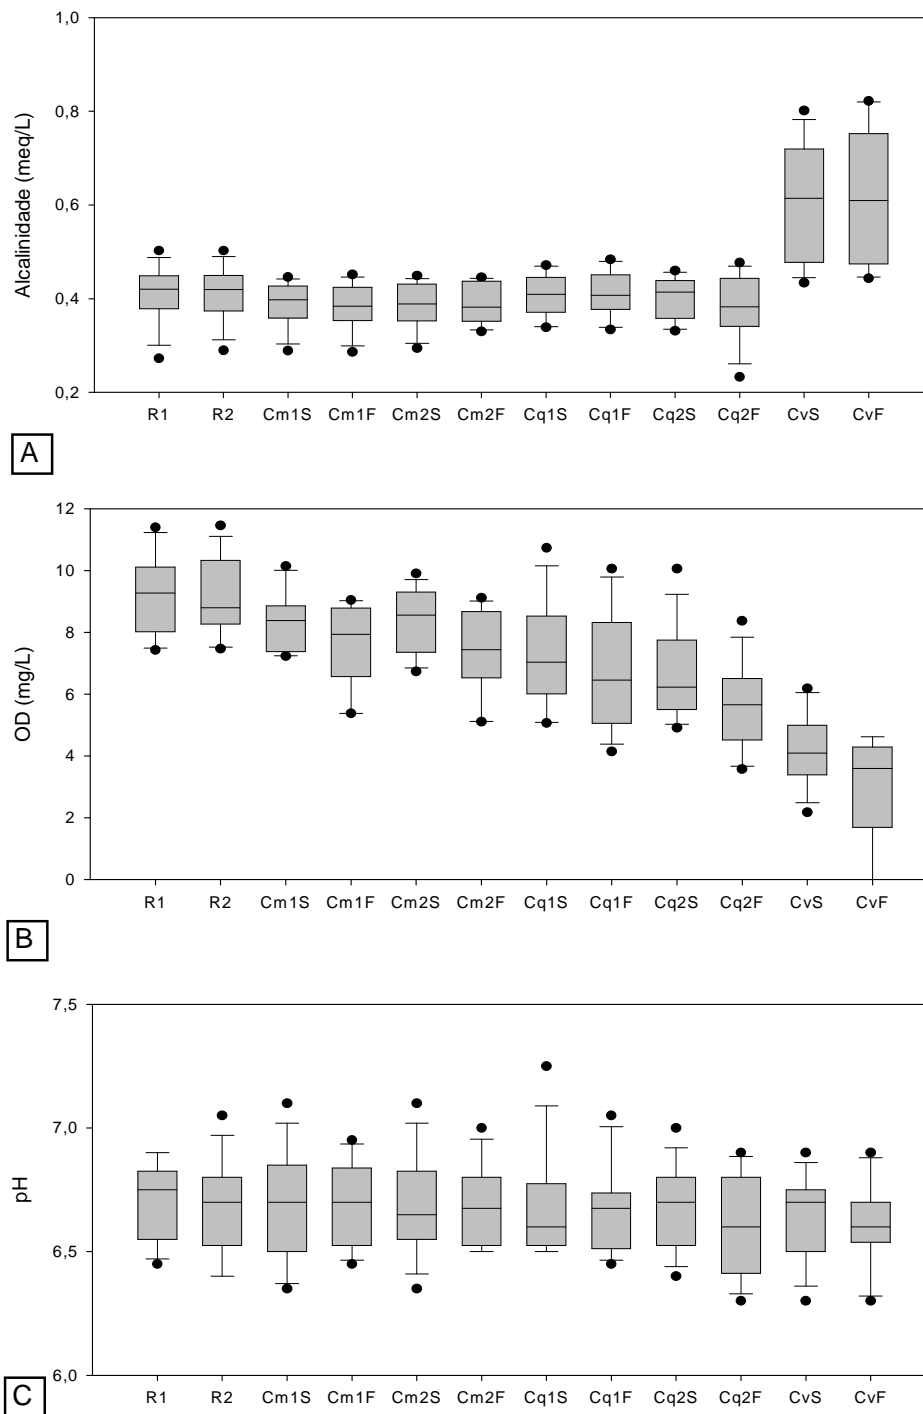 1,0
0,8
0,6
0,4
0,2
Alcalinidade (meq/L)
R1 R2 Cm1S Cm1F Cm2S Cm2F Cq1S Cq1F Cq2S Cq2F CvS CvF
A
12
10
8
6
4
2
0
OD (mg/L)
R1 R2 Cm1S Cm1F Cm2S Cm2F Cq1S Cq1F Cq2S Cq2F CvS CvF
B
7,5
7,0
6,5
6,0
pH
R1 R2 Cm1S Cm1F Cm2S Cm2F Cq1S Cq1F Cq2S Cq2F CvS CvF
C